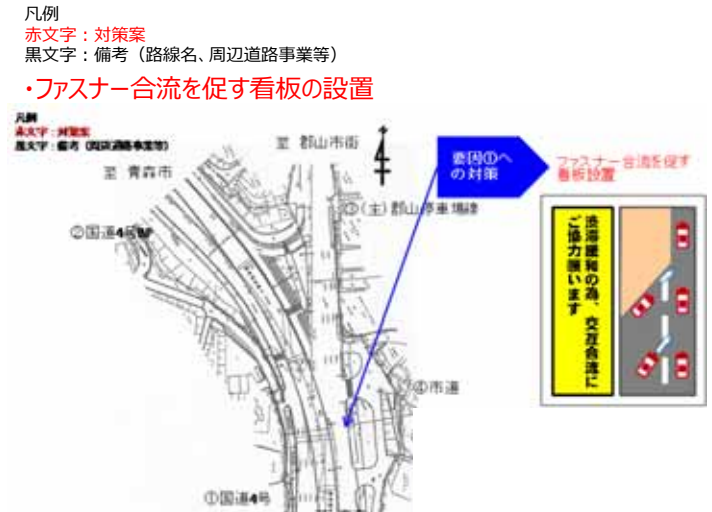 凡例
赤文字：対策案
黒文字：備考（路線名、周辺道路事業等）
・ファスナー合流を促す看板の設置
凡例
赤文字：対策案
黒文字：備考（周辺道路事業等）
至 郡山市街
至 青森市
要因①へ
の対策
ファスナー合流を促す
看板設置
③(主)郡山停車場線
②国道4号BP
渋滞緩和の為、交互合流に
ご協力願います
④市道
①国道4号